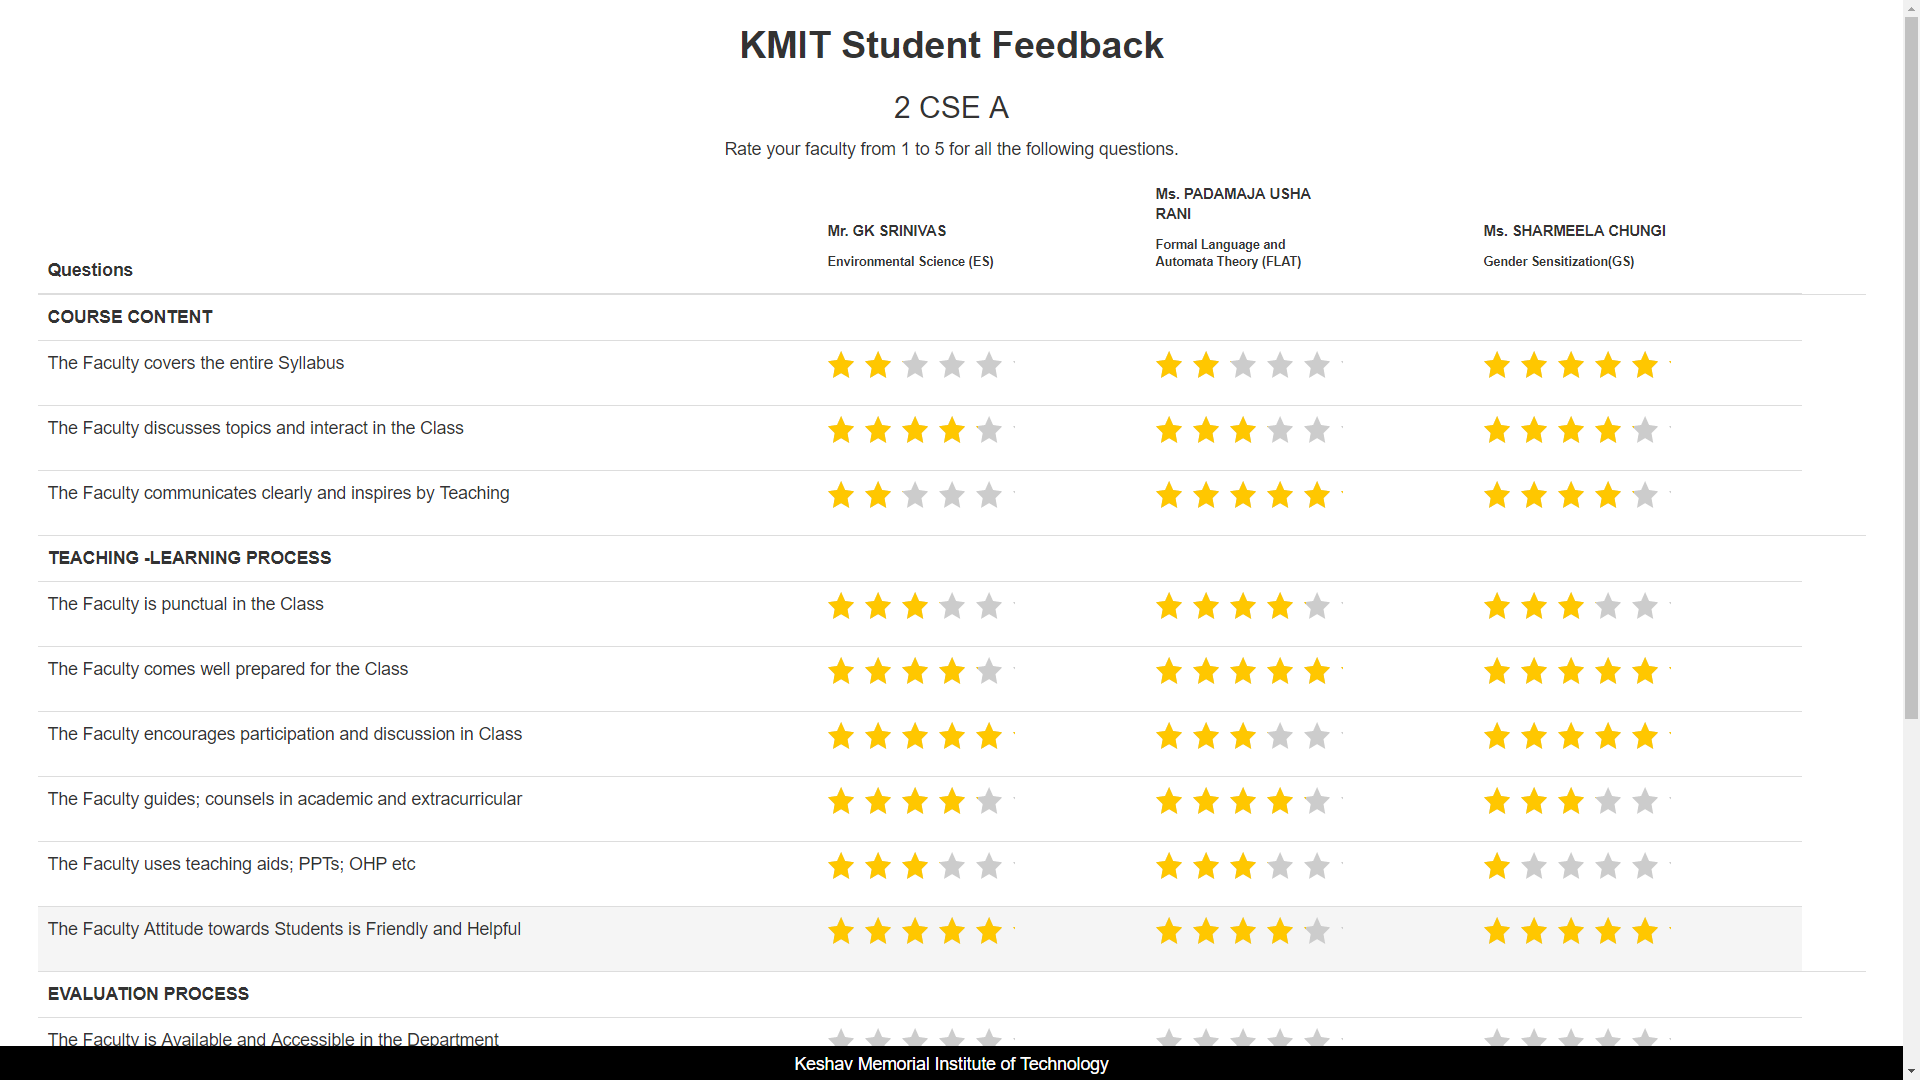 KMIT Student Feedback
2 CSE A
Rate your faculty from 1 to 5 for all the following questions.
Questions
Mr. GK SRINIVAS
Environmental Science (ES)
Ms. PADAMAJA USHA
RANI
Formal Language and
Automata Theory (FLAT)
Ms. SHARMEELA CHUNGI
Gender Sensitization(GS)
COURSE CONTENT
The Faculty covers the entire Syllabus
The Faculty discusses topics and interact in the Class
The Faculty communicates clearly and inspires by Teaching
TEACHING -LEARNING PROCESS
The Faculty is punctual in the Class
The Faculty comes well prepared for the Class
The Faculty encourages participation and discussion in Class
The Faculty guides; counsels in academic and extracurricular
The Faculty uses teaching aids; PPTs; OHP etc
The Faculty Attitude towards Students is Friendly and Helpful
EVALUATION PROCESS
The Faculty is Available and Accessible in the Department
Keshav Memorial Institute of Technology